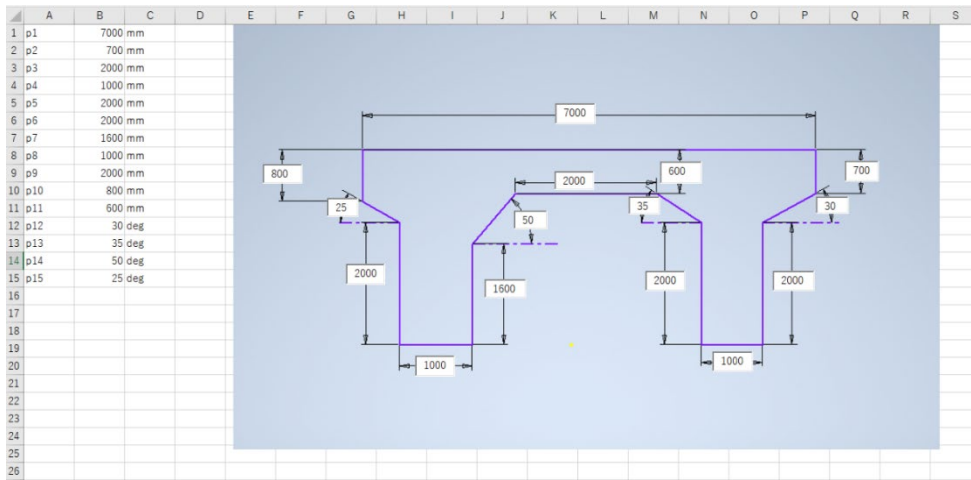 A B C D E F G H I J K L M N O P Q R S
1 p1 7000 mm
2 p2 700 mm
3 p3 2000 mm
4 p4 1000 mm
5 p5 2000 mm
6 p6 2000 mm
7 p7 1600 mm
8 p8 1000 mm
9 p9 2000 mm
10 p10 800 mm
11 p11 600 mm
12 p12 30 deg
13 p13 35 deg
14 p14 50 deg
15 p15 25 deg
16
17
18
19
20
21
22
23
24
25
26
7000
800 600 700
2000
25 35 30
50
2000 2000 2000
1600
1000 1000